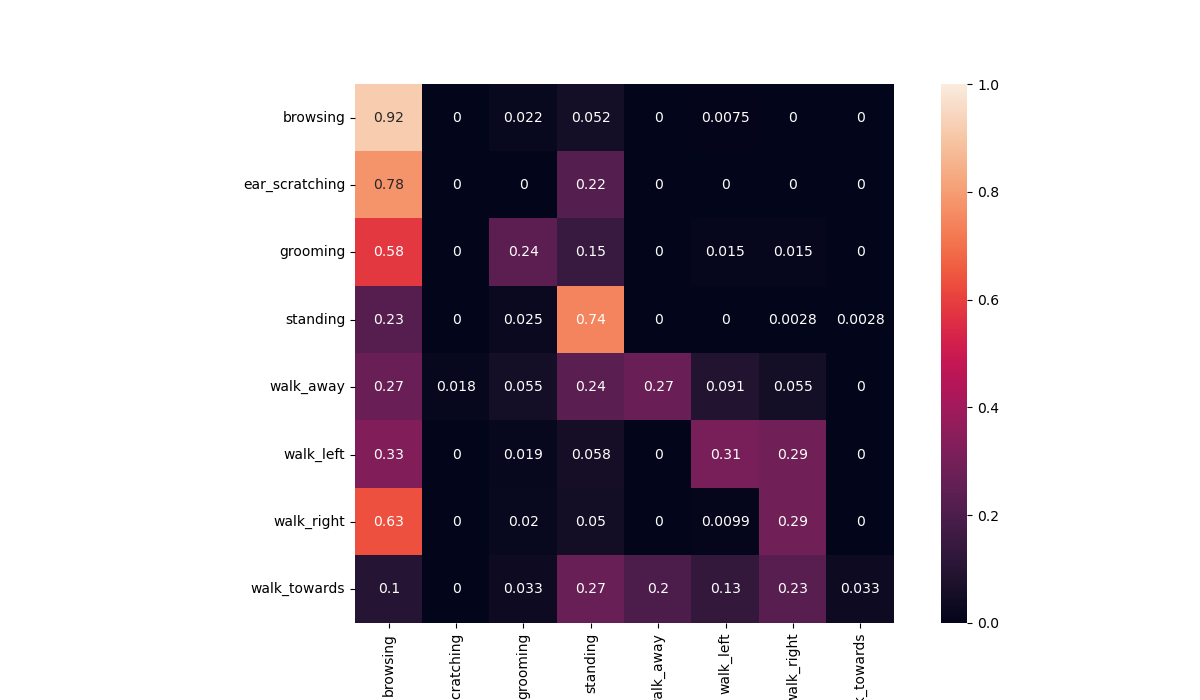 browsing 0.92 0 0.022 0.052 0 0.0075 0 0
ear_scratching 0.78 0 0 0.22 0 0 0 0
grooming 0.58 0 0.24 0.15 0 0.015 0.015 0
standing 0.23 0 0.025 0.74 0 0 0.0028 0.0028
walk_away 0.27 0.018 0.055 0.24 0.27 0.091 0.055 0
walk_left 0.33 0 0.019 0.058 0 0.31 0.29 0
walk_right 0.63 0 0.02 0.05 0 0.0099 0.29 0
walk_towards 0.1 0 0.033 0.27 0.2 0.13 0.23 0.033
browsing
cratching
grooming
standing
alk_away
walk_left
walk_right
k_towards
1.0
0.8
0.6
0.4
0.2
0.0